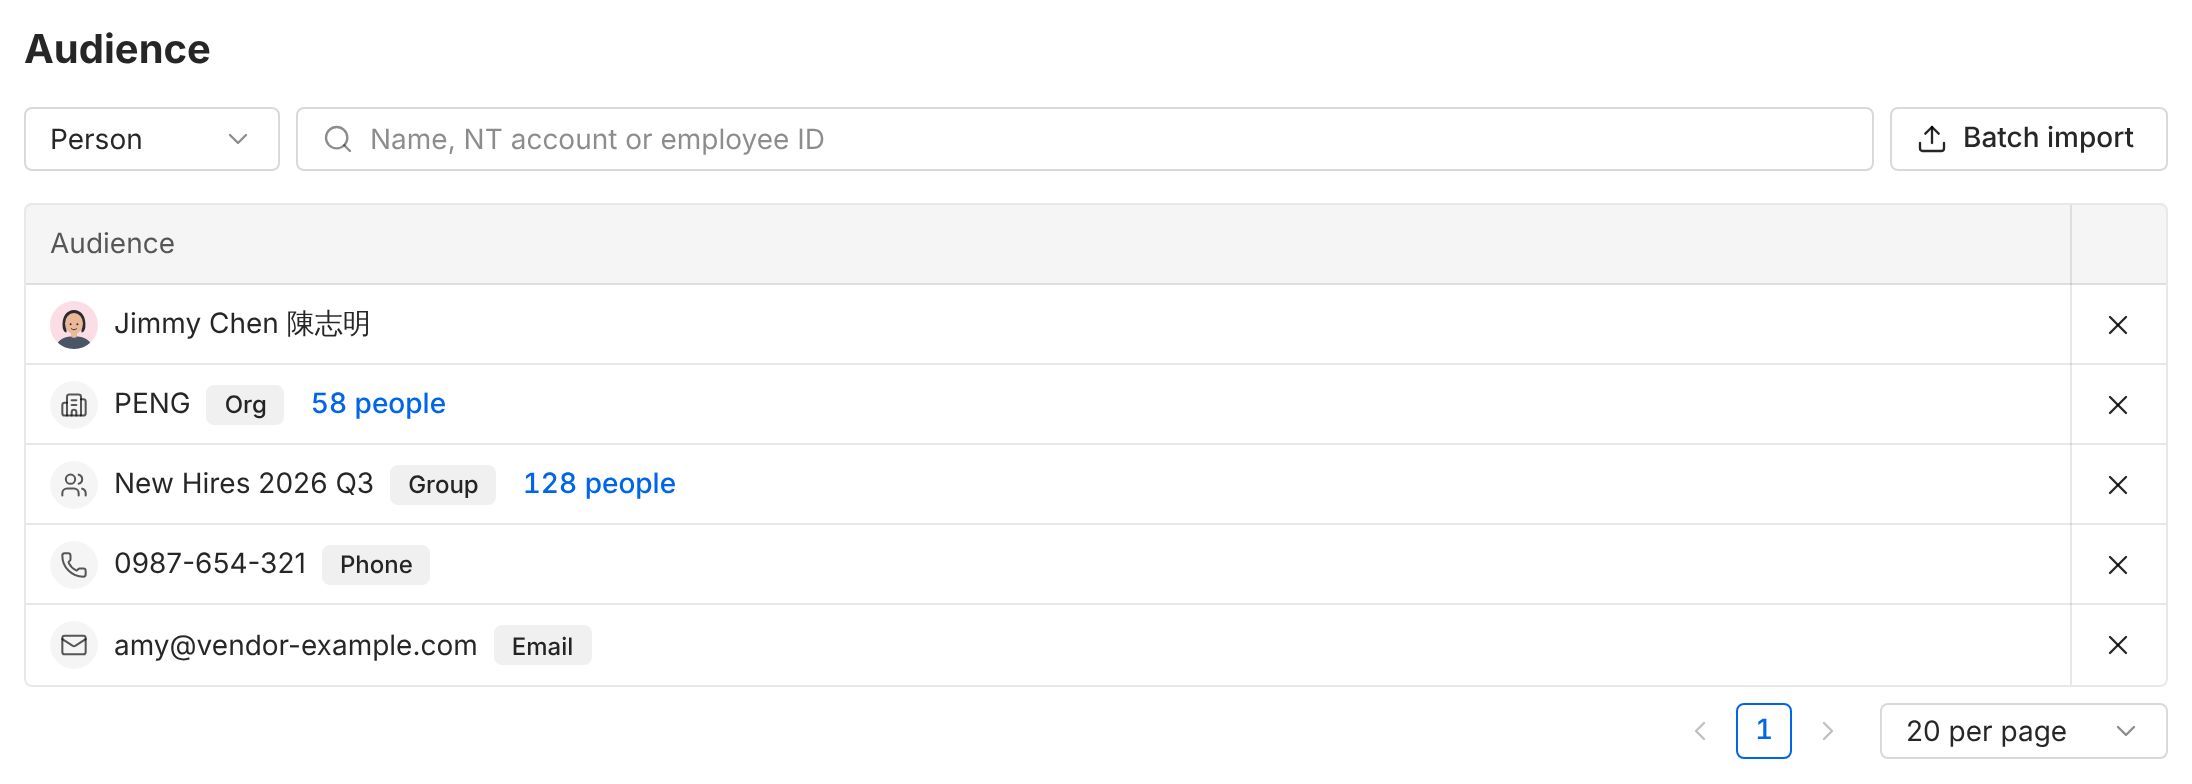 Audience
Person
Name, NT account or employee ID
Batch import
Audience
Jimmy Chen 陳志明
PENG Org 58 people
New Hires 2026 Q3 Group 128 people
0987-654-321 Phone
amy@vendor-example.com Email
1
20 per page